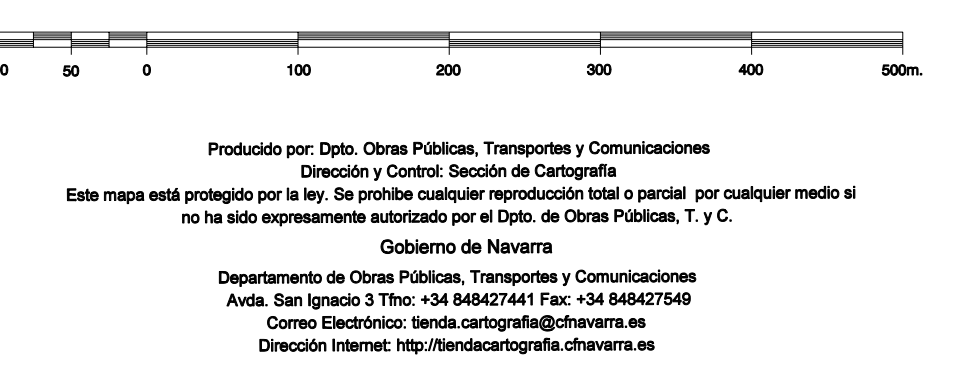 0 50 0 100 200 300 400 500m.
Producido por: Dpto. Obras Públicas, Transportes y Comunicaciones
Dirección y Control: Sección de Cartografía
Este mapa está protegido por la ley. Se prohibe cualquier reproducción total o parcial por cualquier medio si
no ha sido expresamente autorizado por el Dpto. de Obras Públicas, T. y C.
Gobierno de Navarra
Departamento de Obras Públicas, Transportes y Comunicaciones
Avda. San Ignacio 3 Tfno: +34 848427441 Fax: +34 848427549
Correo Electrónico: tienda.cartografia@cfnavarra.es
Dirección Internet: http://tiendacartografia.cfnavarra.es